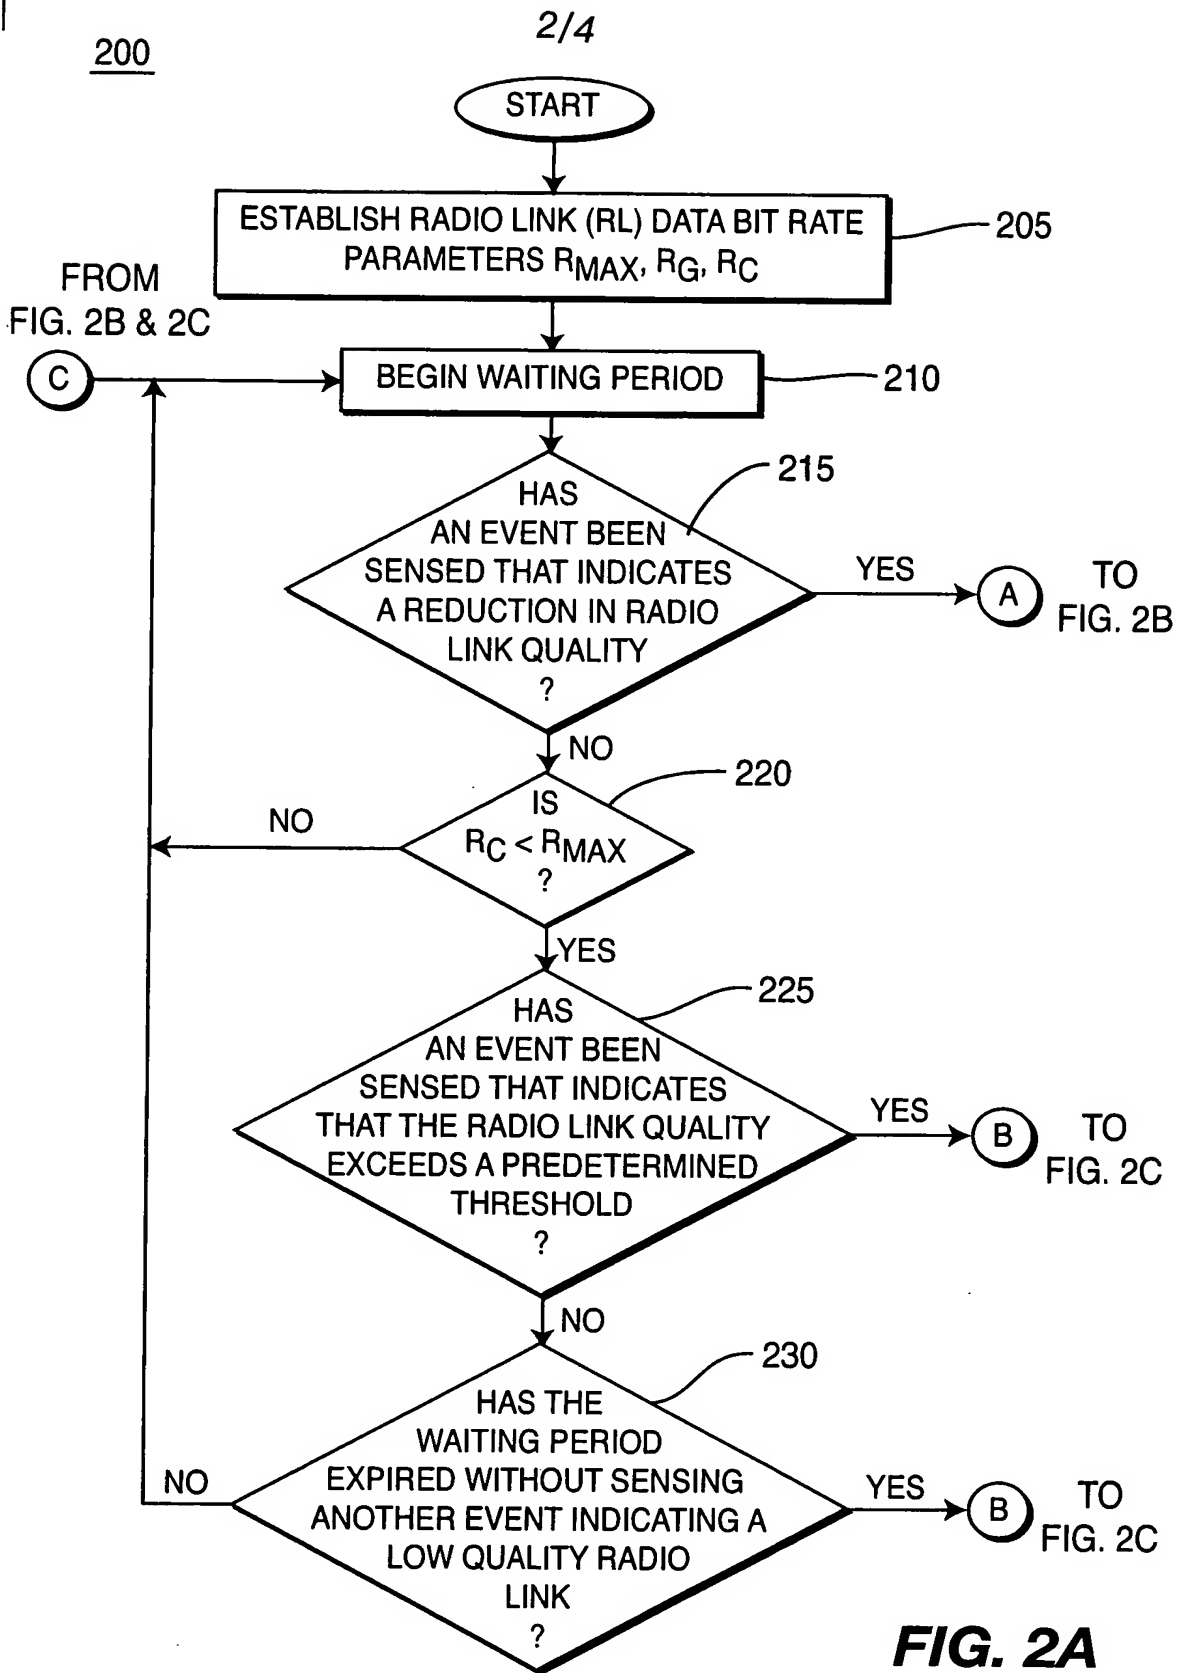 2/4
200
START
ESTABLISH RADIO LINK (RL) DATA BIT RATE
PARAMETERS RMAX, RG, RC
205
FROM
FIG. 2B & 2C
C
BEGIN WAITING PERIOD
210
215
HAS
AN EVENT BEEN
SENSED THAT INDICATES
A REDUCTION IN RADIO
LINK QUALITY
?
YES
A
TO
FIG. 2B
NO
220
IS
RC < RMAX
?
NO
YES
225
HAS
AN EVENT BEEN
SENSED THAT INDICATES
THAT THE RADIO LINK QUALITY
EXCEEDS A PREDETERMINED
THRESHOLD
?
YES
B
TO
FIG. 2C
NO
230
HAS THE
WAITING PERIOD
EXPIRED WITHOUT SENSING
ANOTHER EVENT INDICATING A
LOW QUALITY RADIO
LINK
?
NO
YES
B
TO
FIG. 2C
FIG. 2A